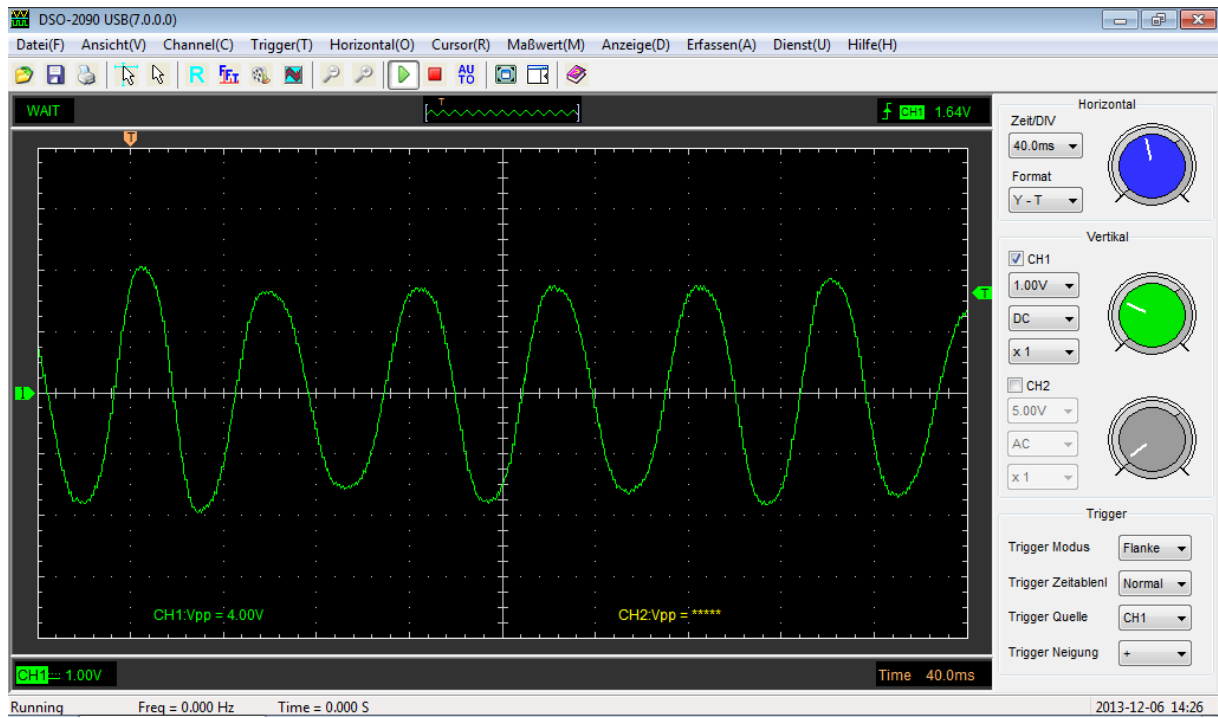 DSO-2090 USB(7.0.0.0)
Datei(F) Ansicht(V) Channel(C) Trigger(T) Horizontal(O) Cursor(R) Maßwert(M) Anzeige(D) Erfassen(A) Dienst(U) Hilfe(H)
R FFT AUTO
WAIT T CH1 1.64V
T
T
1
CH1:Vpp = 4.00V CH2:Vpp = *****
CH1 1.00V Time 40.0ms
Horizontal
Zeit/DIV
40.0ms
Format
Y - T
Vertikal
CH1
1.00V
DC
x 1
CH2
5.00V
AC
x 1
Trigger
Trigger Modus Flanke
Trigger Zeitablenl Normal
Trigger Quelle CH1
Trigger Neigung +
Running Freq = 0.000 Hz Time = 0.000 S 2013-12-06 14:26